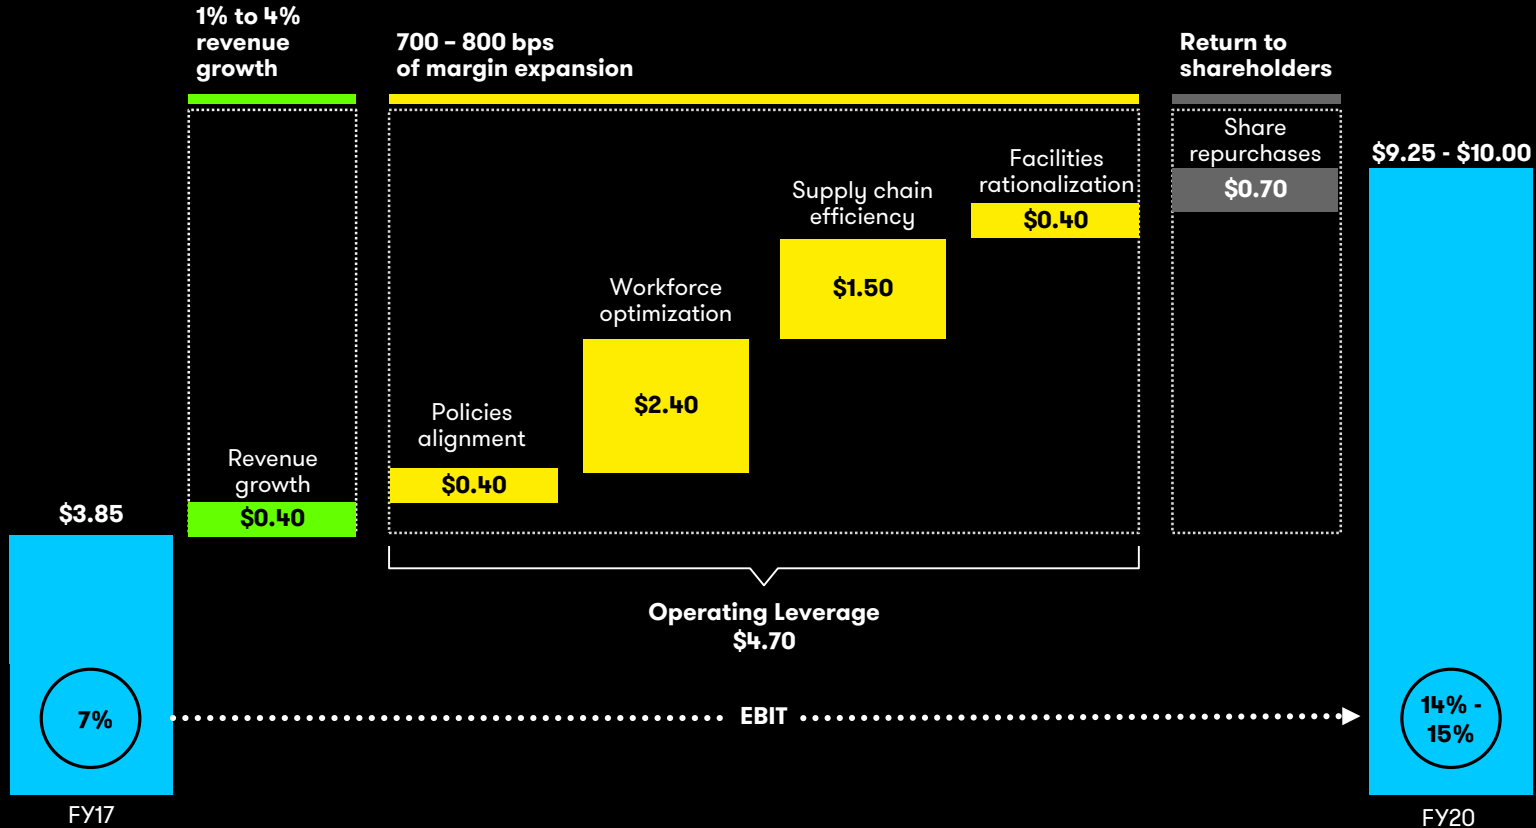 1% to 4%
revenue
growth
700 – 800 bps
of margin expansion
Return to
shareholders
Share
repurchases
$0.70
$9.25 - $10.00
Facilities
rationalization
$0.40
Supply chain
efficiency
$1.50
Workforce
optimization
$2.40
Policies
alignment
$0.40
Revenue
growth
$0.40
$3.85
Operating Leverage
$4.70
7%
EBIT
14% -
15%
FY17
FY20